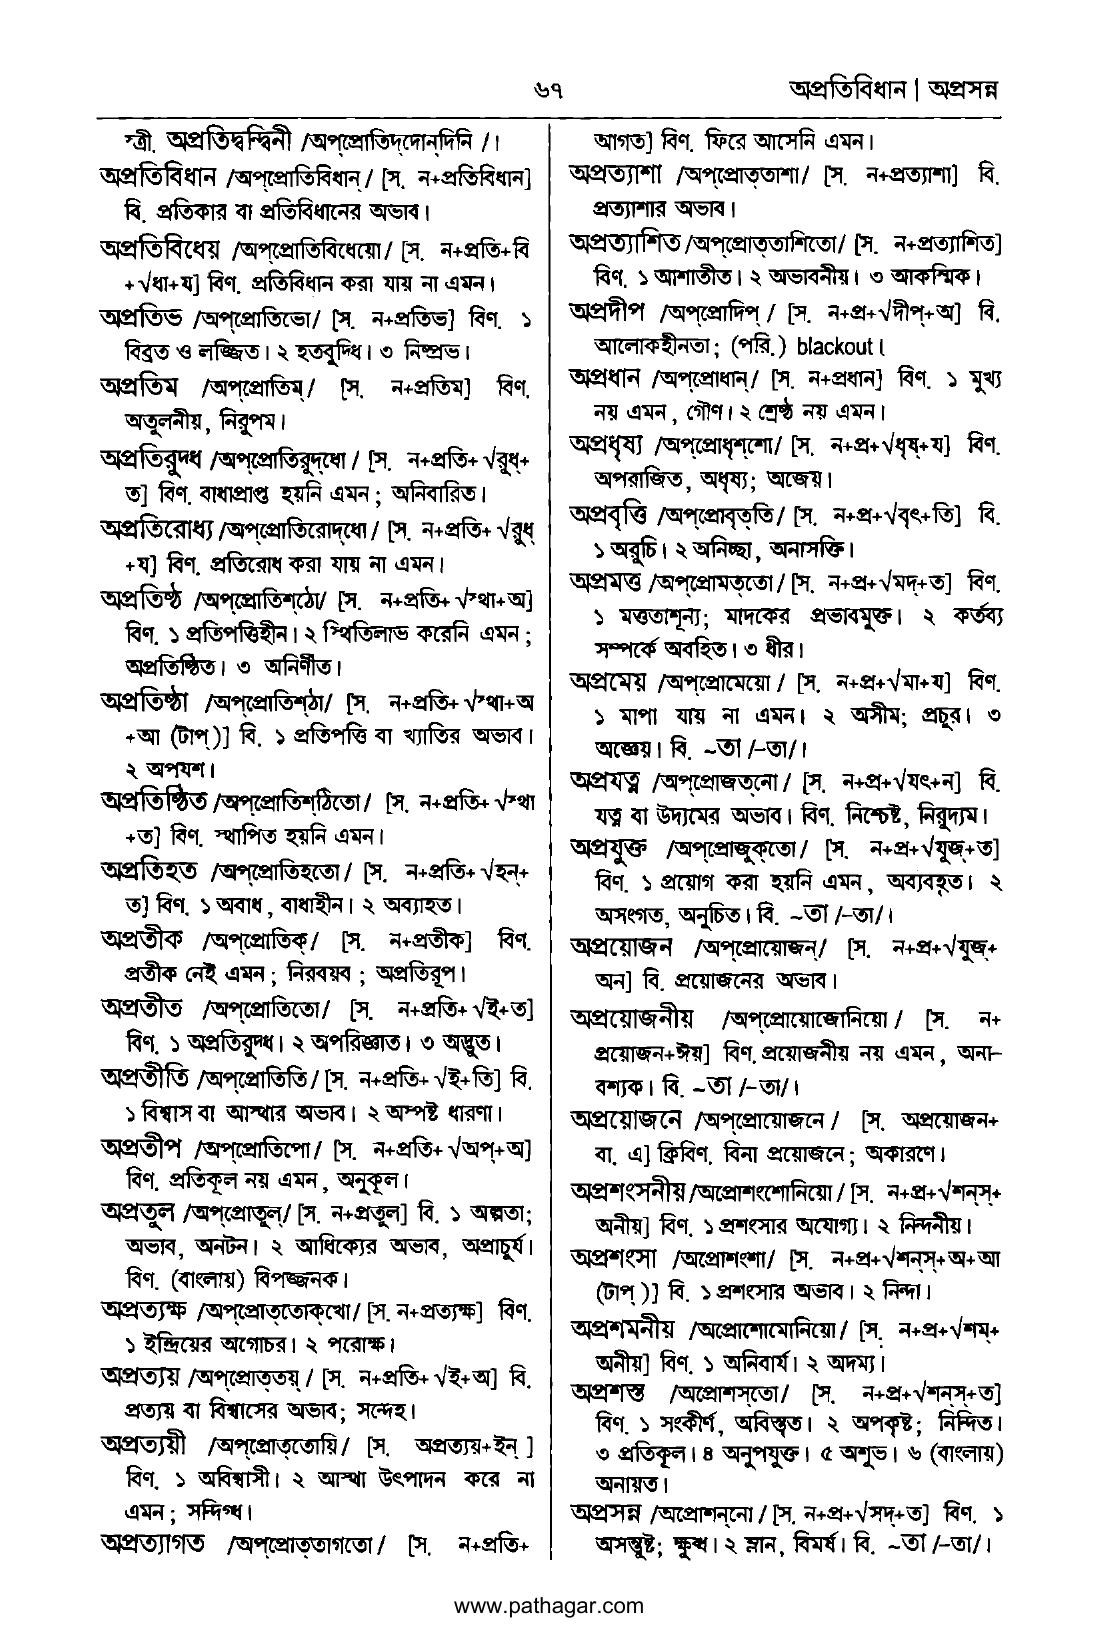 ৬৭
অপ্রতিবিধান | অপ্রসন্ন
স্ত্রী. অপ্রতিদ্বন্দ্বিনী /অপ্‌প্রোতিদ্‌দোন্‌দিনি /।
অপ্রতিবিধান /অপ্‌প্রোতিবিধান্‌/ [স. ন+প্রতিবিধান]
বি. প্রতিকার বা প্রতিবিধানের অভাব।
অপ্রতিবিধেয় /অপ্‌প্রোতিবিধেয়ো/ [স. ন+প্রতি+বি
+√ধা+য] বিণ. প্রতিবিধান করা যায় না এমন।
অপ্রতিভ /অপ্‌প্রোতিভো/ [স. ন+প্রতিভ] বিণ. ১
বিব্রত ও লজ্জিত। ২ হতবুদ্ধি। ৩ নিষ্প্রভ।
অপ্রতিম /অপ্‌প্রোতিম্‌/ [স. ন+প্রতিম] বিণ.
অতুলনীয়, নিরুপম।
অপ্রতিরুদ্ধ /অপ্‌প্রোতিরুদ্‌ধো / [স. ন+প্রতি+ √রুধ্‌+
ত] বিণ. বাধাপ্রাপ্ত হয়নি এমন; অনিবারিত।
অপ্রতিরোধ্য /অপ্‌প্রোতিরোদ্‌ধো / [স. ন+প্রতি+ √রুধ্‌
+য] বিণ. প্রতিরোধ করা যায় না এমন।
অপ্রতিষ্ঠ /অপ্‌প্রোতিশ্‌ঠো/ [স. ন+প্রতি+ √স্থা+অ]
বিণ. ১ প্রতিপত্তিহীন। ২ স্থিতিলাভ করেনি এমন;
অপ্রতিষ্ঠিত। ৩ অনির্ণীত।
অপ্রতিষ্ঠা /অপ্‌প্রোতিশ্‌ঠা/ [স. ন+প্রতি+ √স্থা+অ
+আ (টাপ্‌)] বি. ১ প্রতিপত্তি বা খ্যাতির অভাব।
২ অপযশ।
অপ্রতিষ্ঠিত /অপ্‌প্রোতিশ্‌ঠিতো/ [স. ন+প্রতি+ √স্থা
+ত] বিণ. স্থাপিত হয়নি এমন।
অপ্রতিহত /অপ্‌প্রোতিহতো / [স. ন+প্রতি+ √হন্‌+
ত] বিণ. ১ অবাধ, বাধাহীন। ২ অব্যাহত।
অপ্রতীক /অপ্‌প্রোতিক্‌/ [স. ন+প্রতীক] বিণ.
প্রতীক নেই এমন; নিরবয়ব; অপ্রতিরূপ।
অপ্রতীত /অপ্‌প্রোতিতো/ [স. ন+প্রতি+ √ই+ত]
বিণ. ১ অপ্রতিরুদ্ধ। ২ অপরিজ্ঞাত। ৩ অদ্ভুত।
অপ্রতীতি /অপ্‌প্রোতিতি/ [স. ন+প্রতি+ √ই+তি] বি.
১ বিশ্বাস বা আস্থার অভাব। ২ অস্পষ্ট ধারণা।
অপ্রতীপ /অপ্‌প্রোতিপো/ [স. ন+প্রতি+ √অপ্‌+অ]
বিণ. প্রতিকূল নয় এমন, অনুকূল।
অপ্রতুল /অপ্‌প্রোতুল্‌/ [স. ন+প্রতুল] বি. ১ অল্পতা;
অভাব, অনটন। ২ আধিক্যের অভাব, অপ্রাচুর্য।
বিণ. (বাংলায়) বিপজ্জনক।
অপ্রত্যক্ষ /অপ্‌প্রোত্‌তোক্‌খো/ [স. ন+প্রত্যক্ষ] বিণ.
১ ইন্দ্রিয়ের অগোচর। ২ পরোক্ষ।
অপ্রত্যয় /অপ্‌প্রোত্‌তয়্‌ / [স. ন+প্রতি+ √ই+অ] বি.
প্রত্যয় বা বিশ্বাসের অভাব; সন্দেহ।
অপ্রত্যয়ী /অপ্‌প্রোত্‌তোয়ি/ [স. অপ্রত্যয়+ইন্‌ ]
বিণ. ১ অবিশ্বাসী। ২ আস্থা উৎপাদন করে না
এমন; সন্দিগ্ধ।
অপ্রত্যাগত /অপ্‌প্রোত্‌তাগতো/ [স. ন+প্রতি+
আগত] বিণ. ফিরে আসেনি এমন।
অপ্রত্যাশা /অপ্‌প্রোত্‌তাশা/ [স. ন+প্রত্যাশা] বি.
প্রত্যাশার অভাব।
অপ্রত্যাশিত /অপ্‌প্রোত্‌তাশিতো/ [স. ন+প্রত্যাশিত]
বিণ. ১ আশাতীত। ২ অভাবনীয়। ৩ আকস্মিক।
অপ্রদীপ /অপ্‌প্রোদিপ্‌ / [স. ন+প্র+√দীপ্‌+অ] বি.
আলোকহীনতা; (পরি.) blackout।
অপ্রধান /অপ্‌প্রোধান্‌/ [স. ন+প্রধান] বিণ. ১ মুখ্য
নয় এমন, গৌণ। ২ শ্রেষ্ঠ নয় এমন।
অপ্রধৃষ্য /অপ্‌প্রোধৃশ্‌শো/ [স. ন+প্র+√ধৃষ্‌+য] বিণ.
অপরাজিত, অধৃষ্য; অজেয়।
অপ্রবৃত্তি /অপ্‌প্রোবৃত্‌তি/ [স. ন+প্র+√বৃৎ+তি] বি.
১ অরুচি। ২ অনিচ্ছা, অনাসক্তি।
অপ্রমত্ত /অপ্‌প্রোমত্‌তো/ [স. ন+প্র+√মদ্‌+ত] বিণ.
১ মত্ততাশূন্য; মাদকের প্রভাবমুক্ত। ২ কর্তব্য
সম্পর্কে অবহিত। ৩ ধীর।
অপ্রমেয় /অপ্‌প্রোমেয়ো / [স. ন+প্র+√মা+য] বিণ.
১ মাপা যায় না এমন। ২ অসীম; প্রচুর। ৩
অজ্ঞেয়। বি. ~তা /–তা/।
অপ্রযত্ন /অপ্‌প্রোজত্‌নো / [স. ন+প্র+√যৎ+ন] বি.
যত্ন বা উদ্যমের অভাব। বিণ. নিশ্চেষ্ট, নিরুদ্যম।
অপ্রযুক্ত /অপ্‌প্রোজুক্‌তো / [স. ন+প্র+√যুজ্‌+ত]
বিণ. ১ প্রয়োগ করা হয়নি এমন, অব্যবহৃত। ২
অসংগত, অনুচিত। বি. ~তা /–তা/।
অপ্রয়োজন /অপ্‌প্রোয়োজন্‌/ [স. ন+প্র+√যুজ্‌+
অন] বি. প্রয়োজনের অভাব।
অপ্রয়োজনীয় /অপ্‌প্রোয়োজোনিয়ো / [স. ন+
প্রয়োজন+ঈয়] বিণ. প্রয়োজনীয় নয় এমন, অনা–
বশ্যক। বি. ~তা /–তা/।
অপ্রয়োজনে /অপ্‌প্রোয়োজনে / [স. অপ্রয়োজন+
বা. এ] ক্রিবিণ. বিনা প্রয়োজনে; অকারণে।
অপ্রশংসনীয় /অপ্রোশংশোনিয়ো / [স. ন+প্র+√শন্‌স্‌+
অনীয়] বিণ. ১ প্রশংসার অযোগ্য। ২ নিন্দনীয়।
অপ্রশংসা /অপ্রোশংশা/ [স. ন+প্র+√শন্‌স্‌+অ+আ
(টাপ্‌ )] বি. ১ প্রশংসার অভাব। ২ নিন্দা।
অপ্রশমনীয় /অপ্রোশোমোনিয়ো/ [স. ন+প্র+√শম্‌+
অনীয়] বিণ. ১ অনিবার্য। ২ অদম্য।
অপ্রশস্ত /অপ্রোশস্‌তো/ [স. ন+প্র+√শন্‌স্‌+ত]
বিণ. ১ সংকীর্ণ, অবিস্তৃত। ২ অপকৃষ্ট; নিন্দিত।
৩ প্রতিকূল। ৪ অনুপযুক্ত। ৫ অশুভ। ৬ (বাংলায়)
অনায়ত।
অপ্রসন্ন /অপ্রোশন্‌নো / [স. ন+প্র+√সদ্‌+ত] বিণ. ১
অসন্তুষ্ট; ক্ষুব্ধ। ২ ম্লান, বিমর্ষ। বি. ~তা /–তা/।
www.pathagar.com